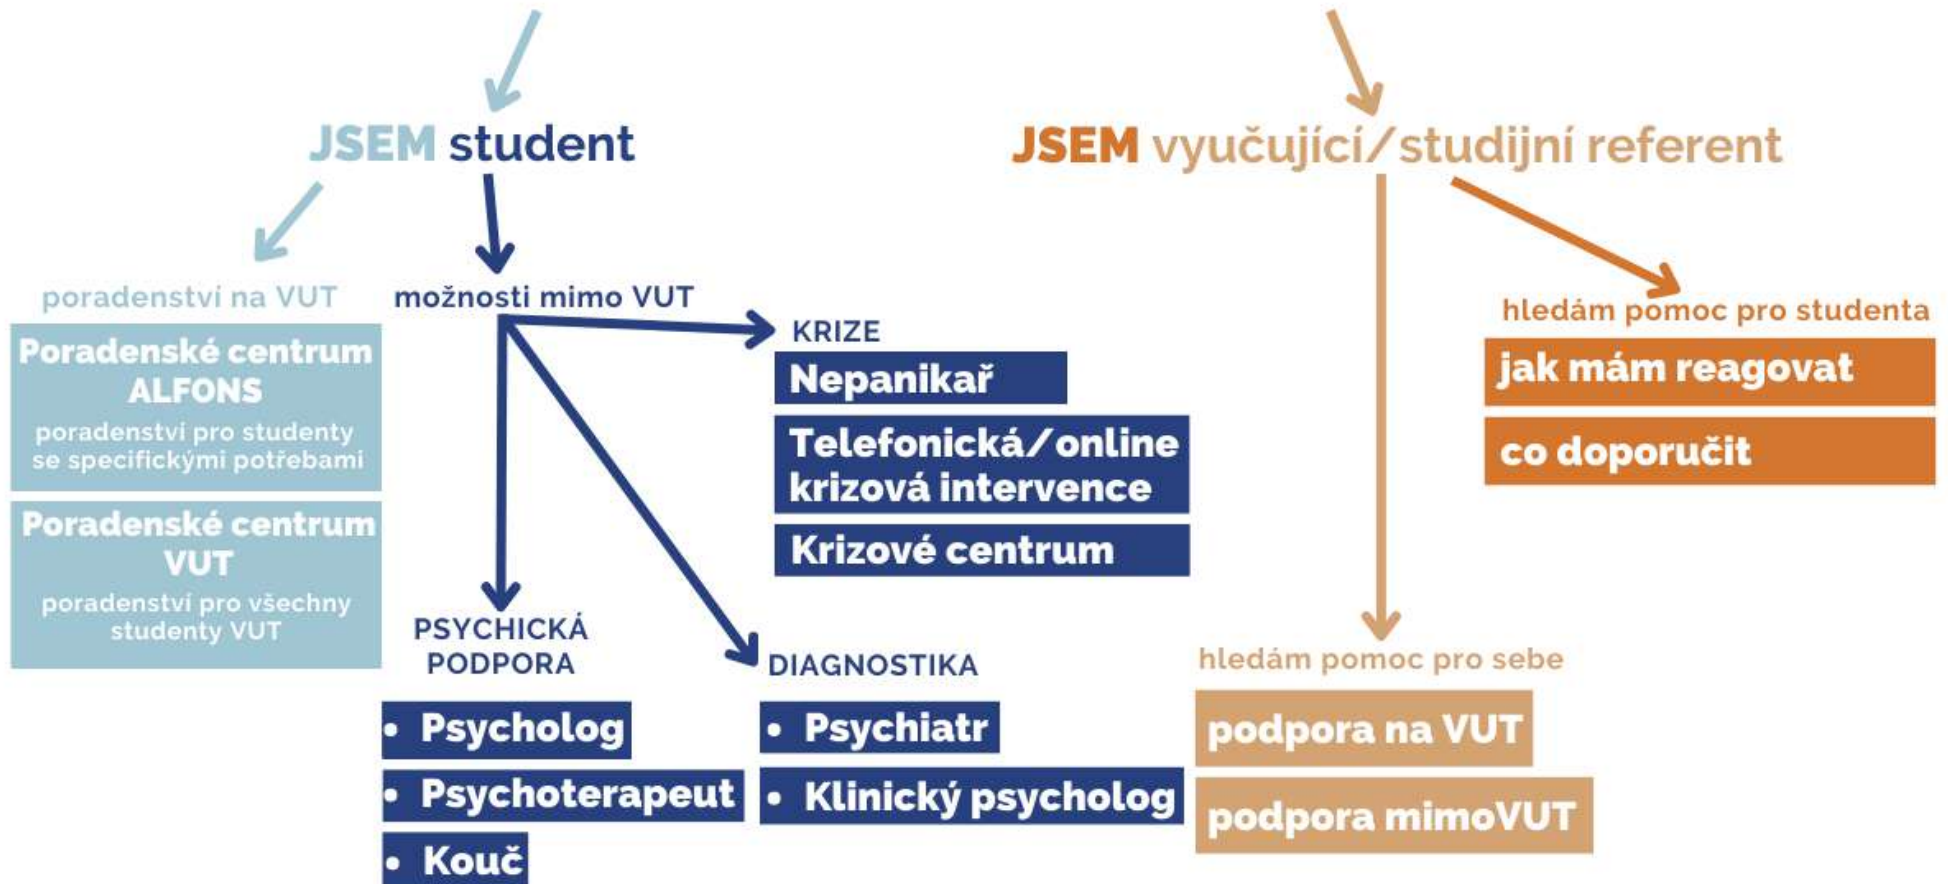 JSEM student
poradenství na VUT
Poradenské centrum
ALFONS
poradenství pro studenty
se specifickými potřebami
Poradenské centrum
VUT
poradenství pro všechny
studenty VUT
možnosti mimo VUT
KRIZE
Nepanikař
Telefonická/online
krizová intervence
Krizové centrum
PSYCHICKÁ
PODPORA
• Psycholog
• Psychoterapeut
• Kouč
DIAGNOSTIKA
• Psychiatr
• Klinický psycholog
JSEM vyučující/studijní referent
hledám pomoc pro studenta
jak mám reagovat
co doporučit
hledám pomoc pro sebe
podpora na VUT
podpora mimoVUT